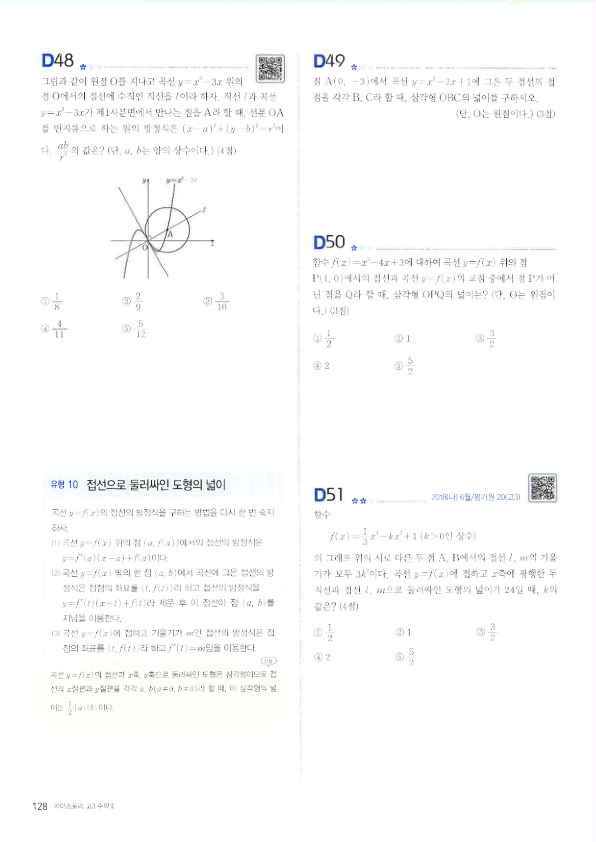 D48
그림과 같이 원점 O를 지나고 곡선 y=x³-3x 위의
점 O에서의 접선에 수직인 직선을 l이라 하자. 직선 l과 곡선
y=x³-3x가 제1사분면에서 만나는 점을 A라 할 때, 선분 OA
를 반지름으로 하는 원의 방정식은 (x-a)²+(y-b)²=r²이
다. ab/r² 의 값은? (단, a, b는 양의 상수이다.) (4점)
y
y=x³-3x
l
A
O
x
① 1/8 ② 2/9 ③ 3/10
④ 4/11 ⑤ 5/12
유형 10 접선으로 둘러싸인 도형의 넓이
곡선 y=f(x)의 접선의 방정식을 구하는 방법을 다시 한 번 숙지
하자.
(1) 곡선 y=f(x) 위의 점 (a, f(a))에서의 접선의 방정식은
y=f'(a)(x-a)+f(a)이다.
(2) 곡선 y=f(x) 밖의 한 점 (a, b)에서 곡선에 그은 접선의 방
정식은 접점의 좌표를 (t, f(t))라 하고 접선의 방정식을
y=f'(t)(x-t)+f(t)라 세운 후 이 접선이 점 (a, b)를
지남을 이용한다.
(3) 곡선 y=f(x)에 접하고 기울기가 m인 접선의 방정식은 접
점의 좌표를 (t, f(t))라 하고 f'(t)=m임을 이용한다.
tip
곡선 y=f(x)의 접선과 x축, y축으로 둘러싸인 도형은 삼각형이므로 접
선의 x절편과 y절편을 각각 a, b(a≠0, b≠0)라 할 때, 이 삼각형의 넓
이는 1/2|a||b|이다.
128 자이스토리 고3 수학Ⅱ
D49
점 A(0, -3)에서 곡선 y=x²-2x+1에 그은 두 접선의 접
점을 각각 B, C라 할 때, 삼각형 OBC의 넓이를 구하시오.
(단, O는 원점이다.) (3점)
D50
함수 f(x)=x²-4x+3에 대하여 곡선 y=f(x) 위의 점
P(1, 0)에서의 접선과 곡선 y=f(x)의 교점 중에서 점 P가 아
닌 점을 Q라 할 때, 삼각형 OPQ의 넓이는? (단, O는 원점이
다.) (3점)
① 1/2 ② 1 ③ 3/2
④ 2 ⑤ 5/2
D51
2018(나) 6월/평가원 20(고3)
함수
f(x)=1/3x³-kx²+1 (k>0인 상수)
의 그래프 위의 서로 다른 두 점 A, B에서의 접선 l, m의 기울
기가 모두 3k²이다. 곡선 y=f(x)에 접하고 x축에 평행한 두
직선과 접선 l, m으로 둘러싸인 도형의 넓이가 24일 때, k의
값은? (4점)
① 1/2 ② 1 ③ 3/2
④ 2 ⑤ 5/2